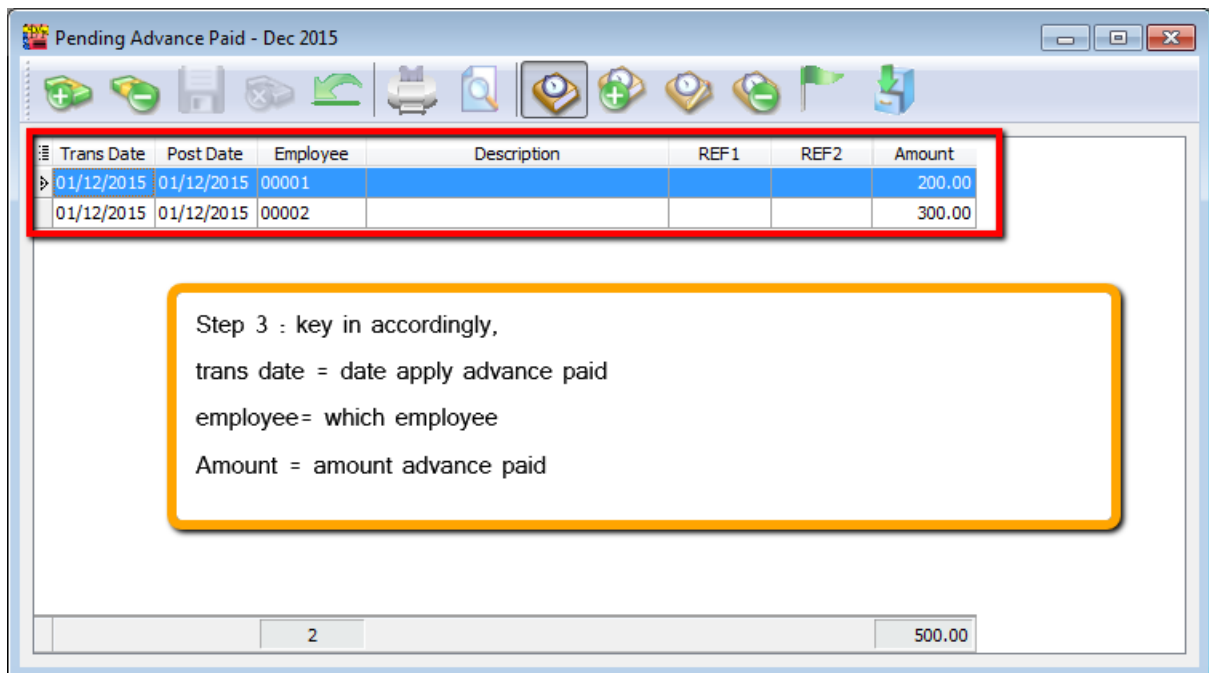 Pending Advance Paid - Dec 2015
Trans Date Post Date Employee Description REF1 REF2 Amount
01/12/2015 01/12/2015 00001 200.00
01/12/2015 01/12/2015 00002 300.00
Step 3 : key in accordingly,
trans date = date apply advance paid
employee= which employee
Amount = amount advance paid
2 500.00